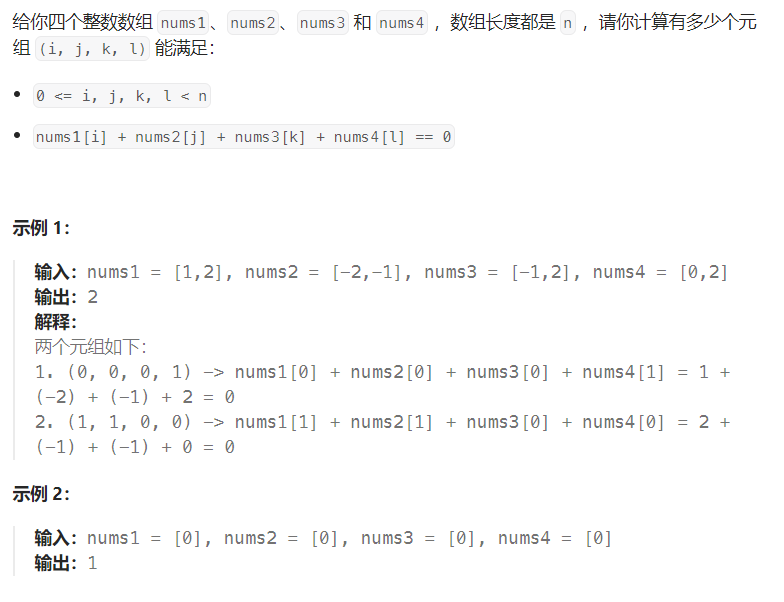 给你四个整数数组 nums1、nums2、nums3 和 nums4 ，数组长度都是 n ，请你计算有多少个元
组 (i, j, k, l) 能满足：
• 0 <= i, j, k, l < n
• nums1[i] + nums2[j] + nums3[k] + nums4[l] == 0
示例 1：
输入：nums1 = [1,2], nums2 = [-2,-1], nums3 = [-1,2], nums4 = [0,2]
输出：2
解释：
两个元组如下：
1. (0, 0, 0, 1) -> nums1[0] + nums2[0] + nums3[0] + nums4[1] = 1 +
(-2) + (-1) + 2 = 0
2. (1, 1, 0, 0) -> nums1[1] + nums2[1] + nums3[0] + nums4[0] = 2 +
(-1) + (-1) + 0 = 0
示例 2：
输入：nums1 = [0], nums2 = [0], nums3 = [0], nums4 = [0]
输出：1